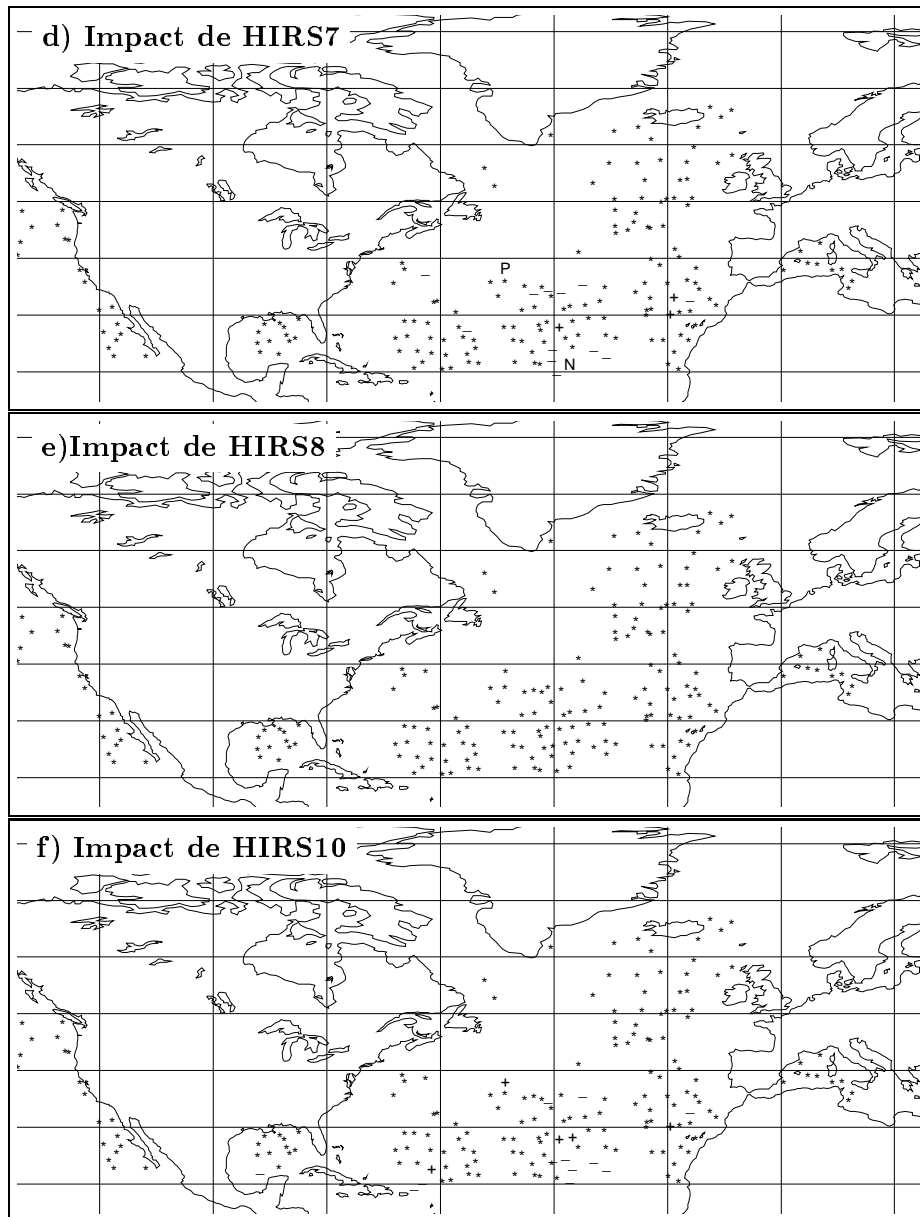 d) Impact de HIRS7
P
N
e)Impact de HIRS8
f) Impact de HIRS10